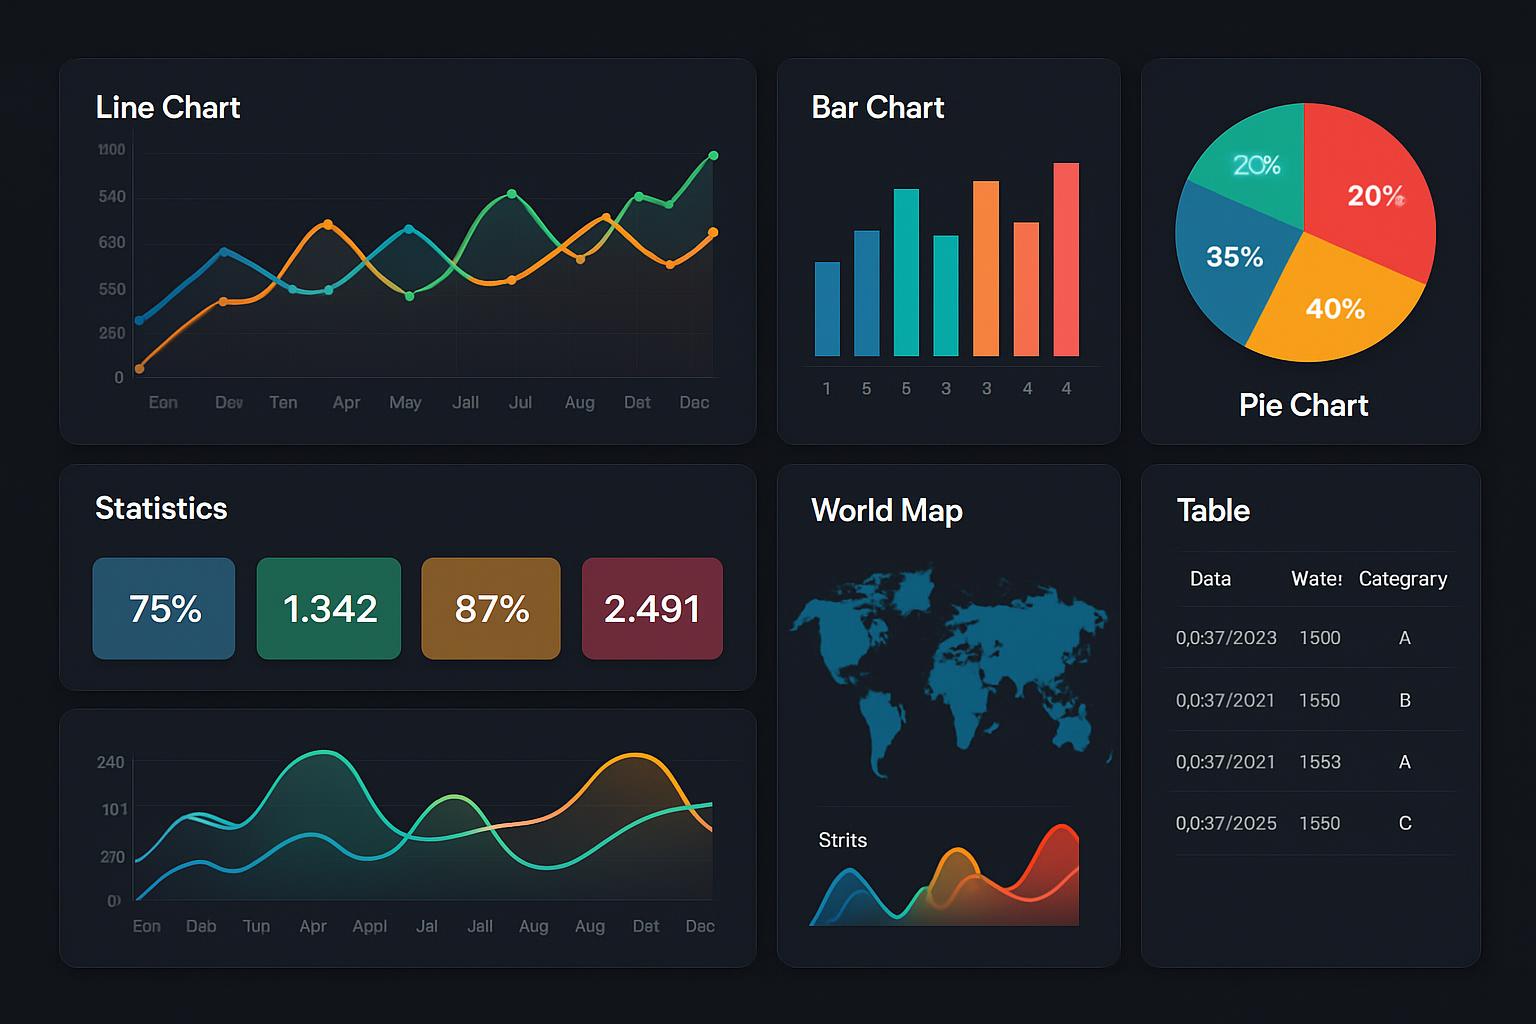 Line Chart
1100
540
630
550
250
0
Eon Dev Ten Apr May Jall Jul Aug Dat Dac
Bar Chart
1 5 5 3 3 4 4
20%
20%
35%
40%
Pie Chart
Statistics
75% 1.342 87% 2.491
240
101
270
Eon Dab Tun Apr Appl Jal Jall Aug Aug Dat Dac
World Map
Strits
Table
Data Wate! Categrary
0,0:37/2023 1500 A
0,0:37/2021 1550 B
0,0:37/2021 1553 A
0,0:37/2025 1550 C